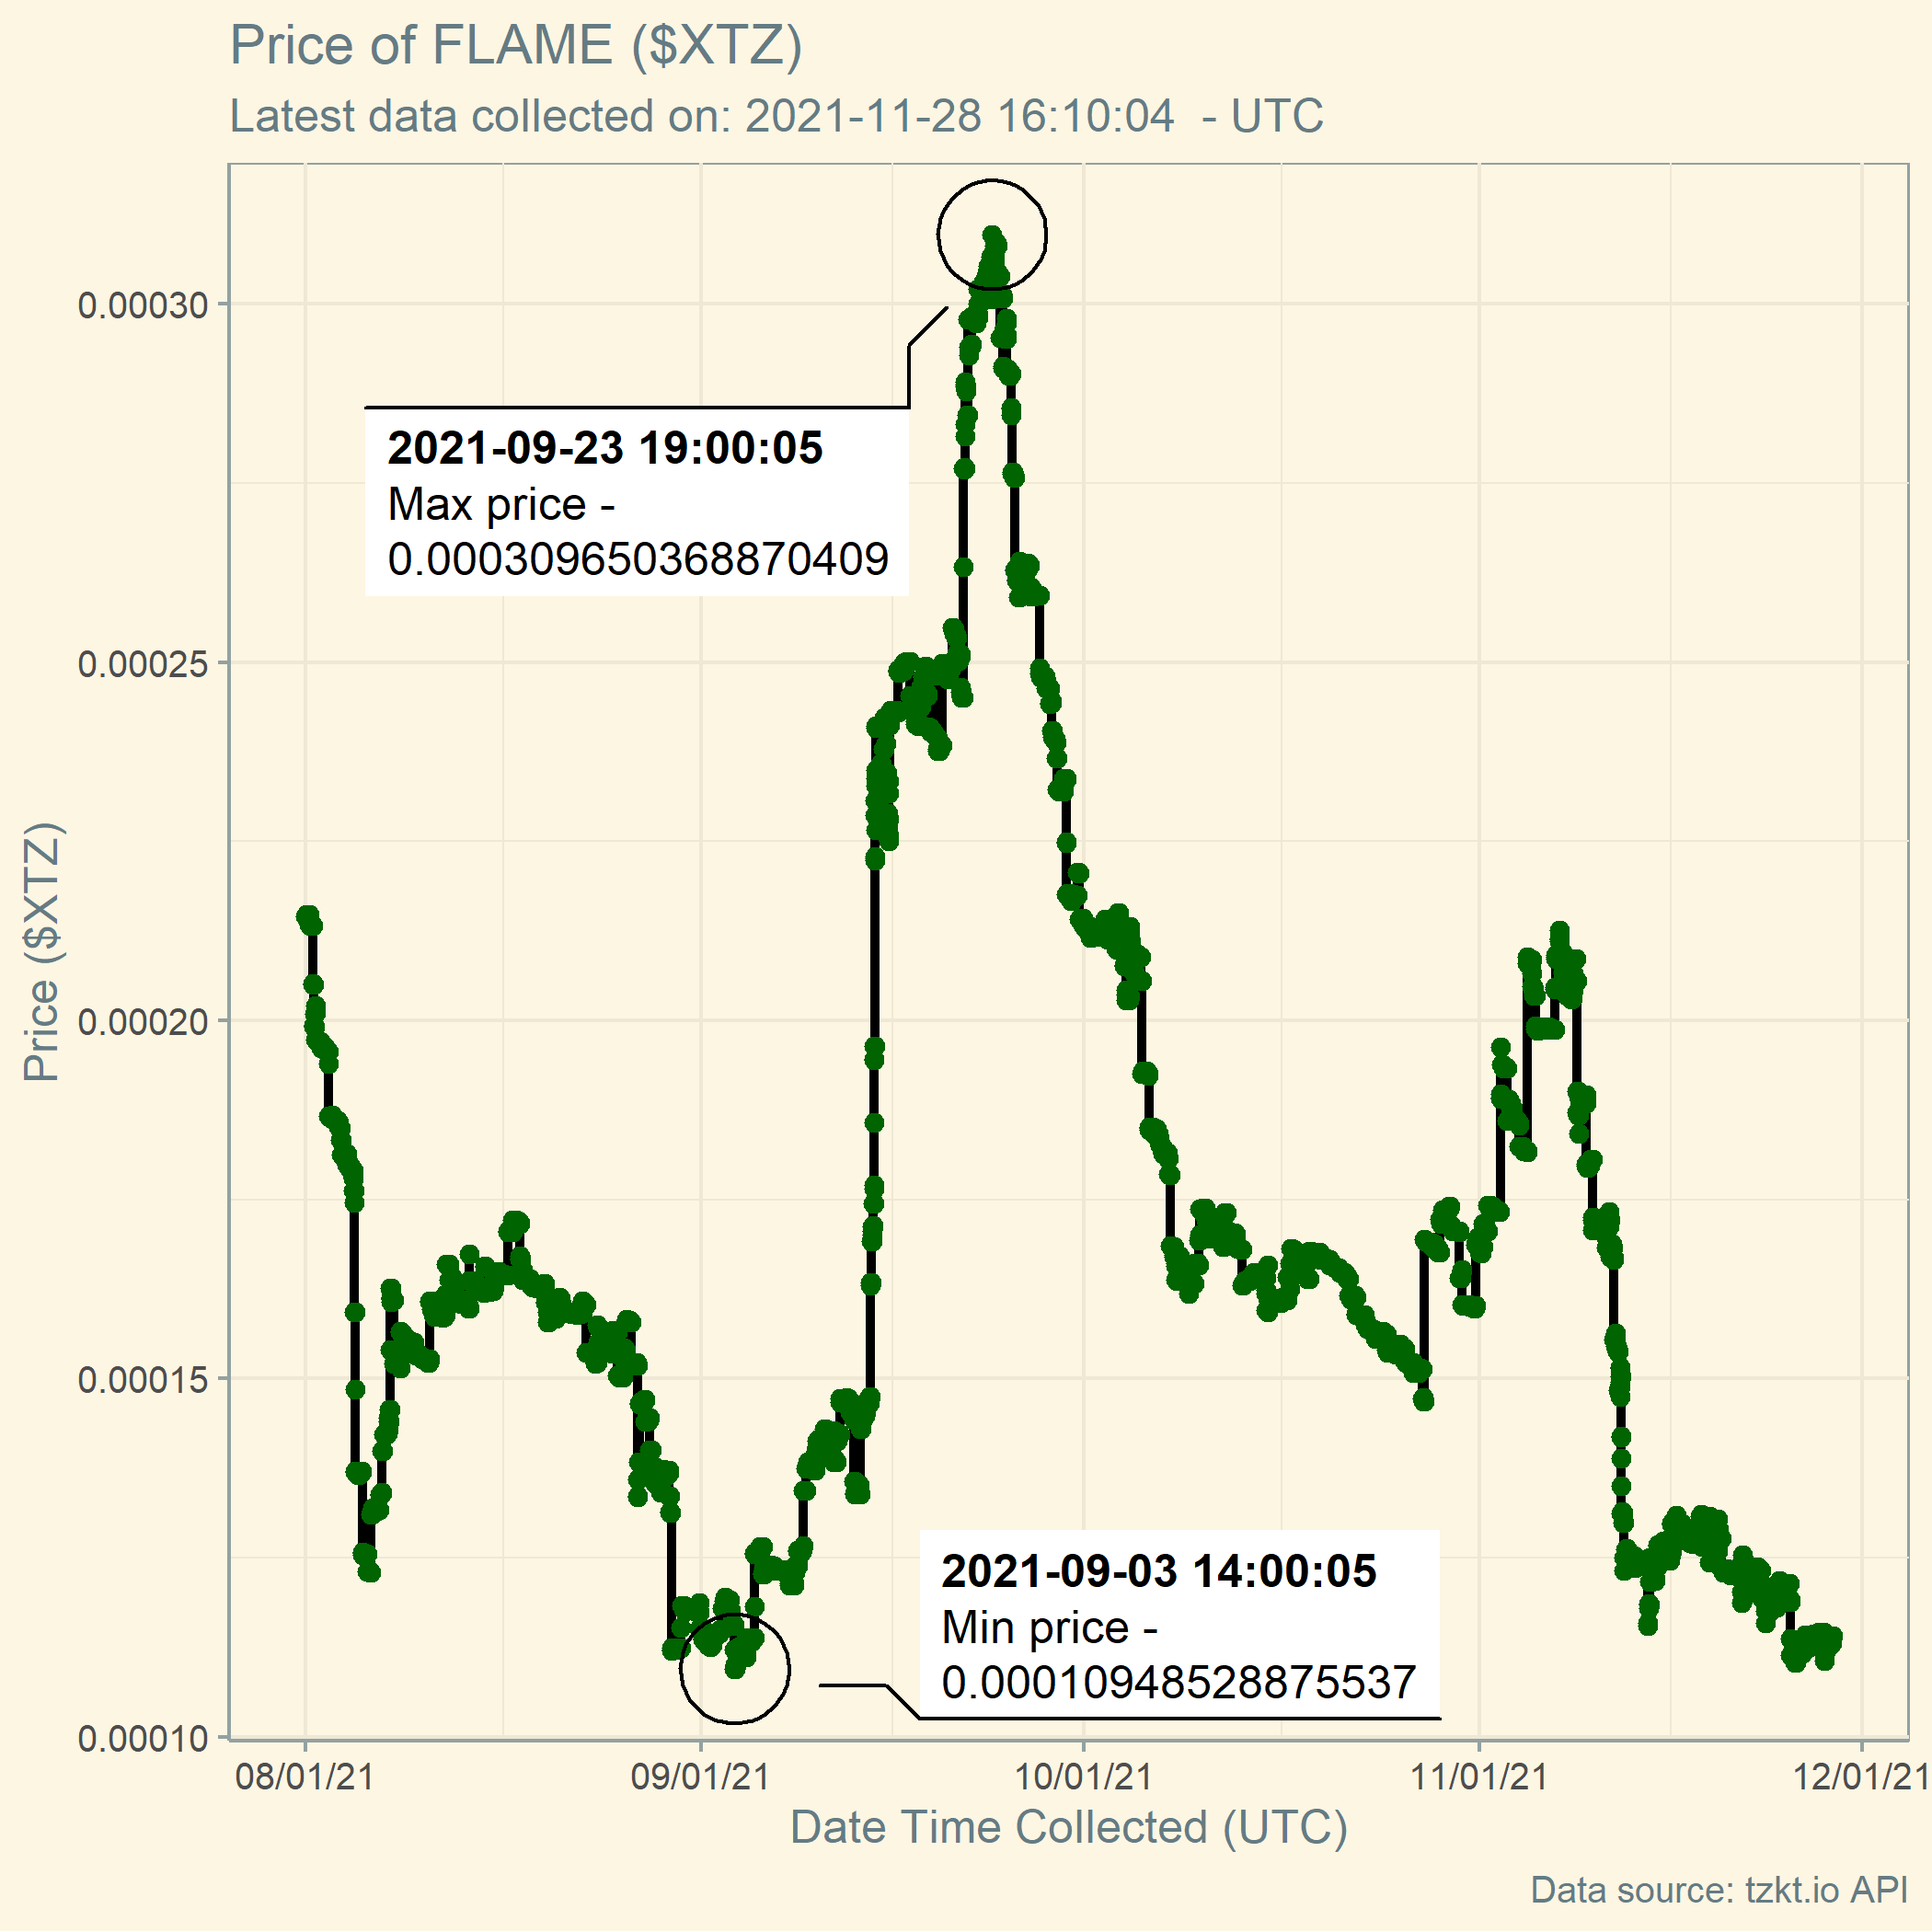 Price of FLAME ($XTZ)
Latest data collected on: 2021-11-28 16:10:04  - UTC
0.00030
2021-09-23 19:00:05
Max price -
0.000309650368870409
0.00025
Price ($XTZ)
0.00020
0.00015
2021-09-03 14:00:05
Min price -
0.00010948528875537
0.00010
08/01/21
09/01/21
10/01/21
11/01/21
12/01/21
Date Time Collected (UTC)
Data source: tzkt.io API